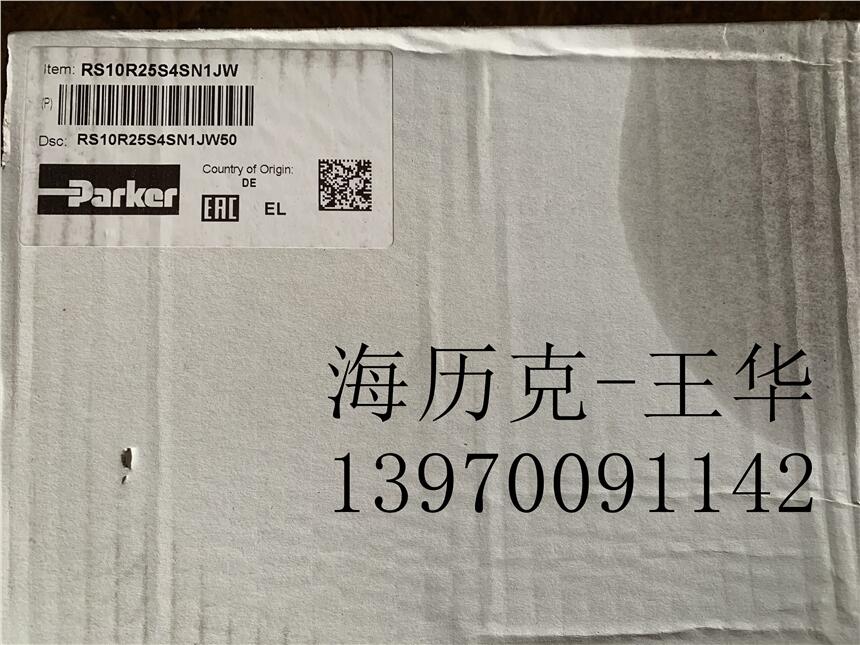 Item: RS10R25S4SN1JW
(P)
Dsc: RS10R25S4SN1JW50
Parker
Country of Origin:
DE
EAC
EL
海历克-王华
13970091142